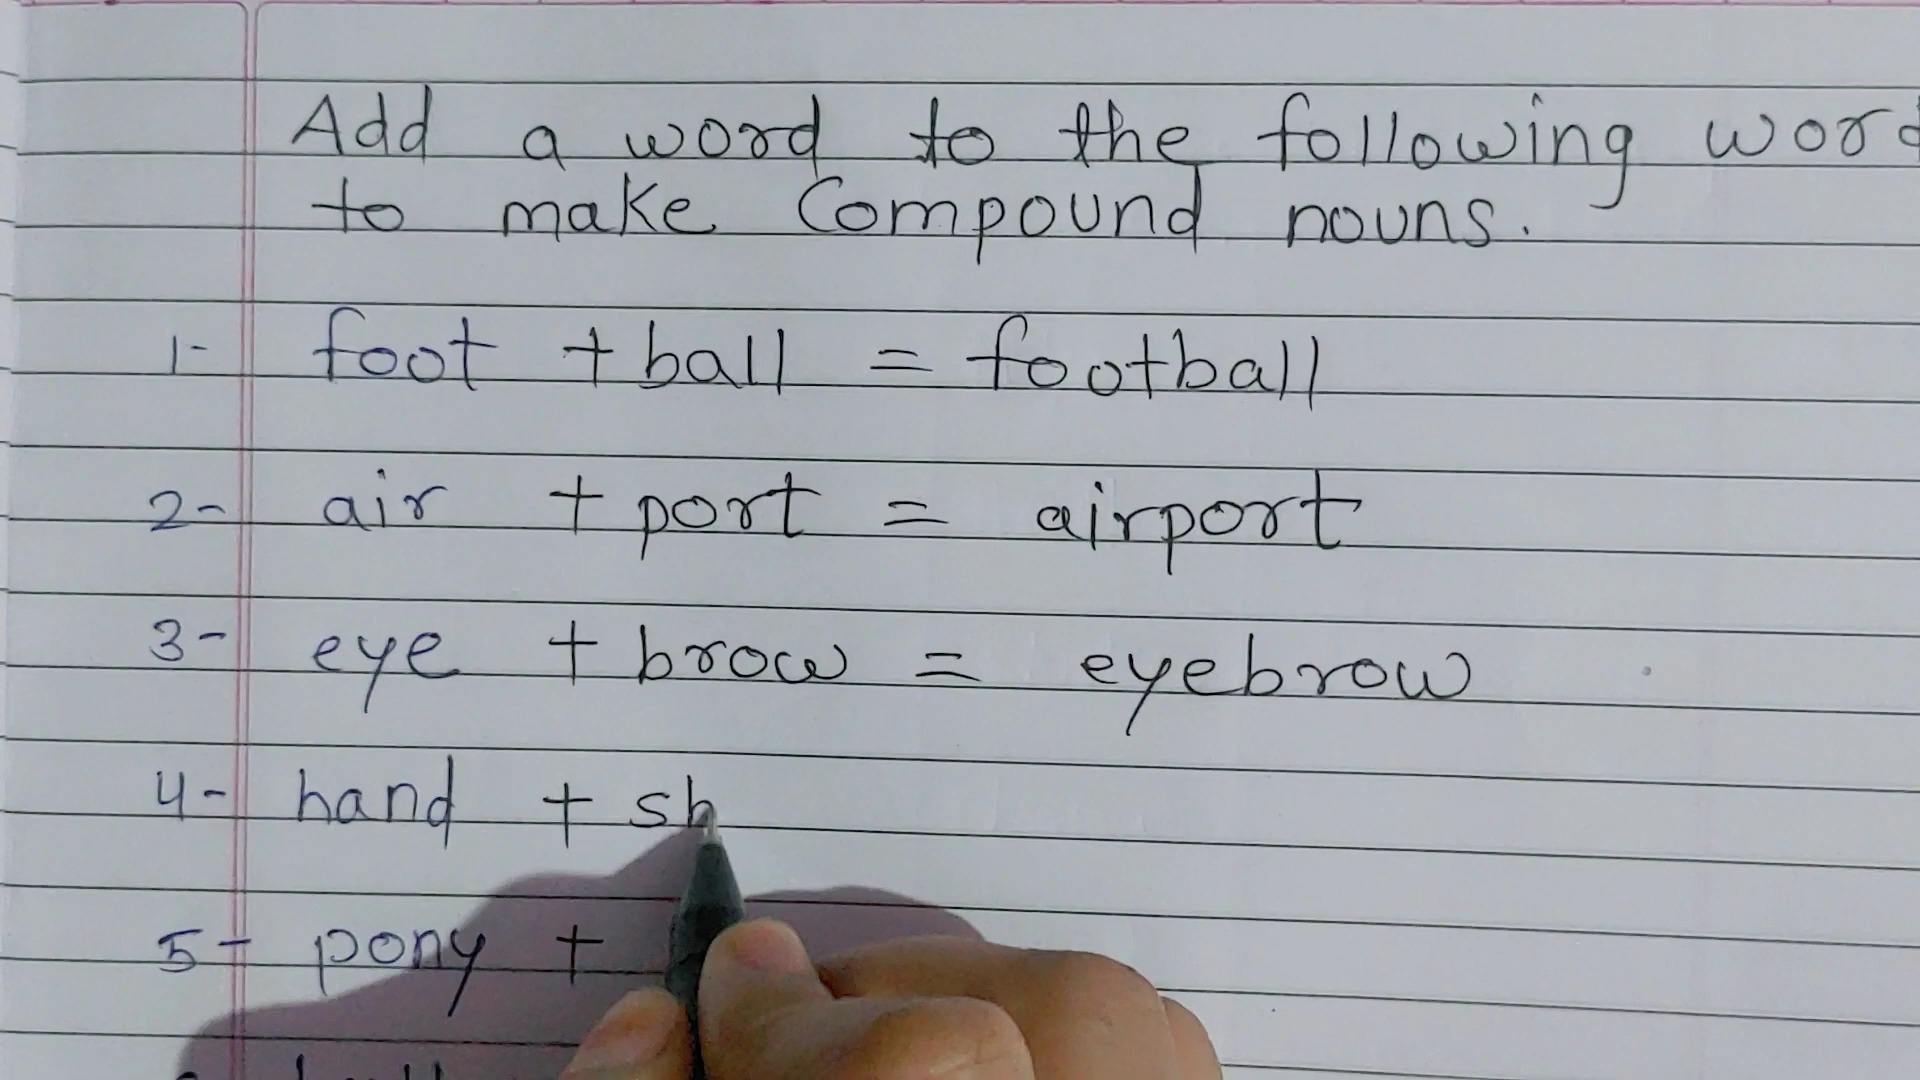 Add a word to the following word
to make Compound nouns.
1- foot + ball = football
2- air + port = airport
3- eye + brow = eyebrow
4- hand + sh
5- pony +